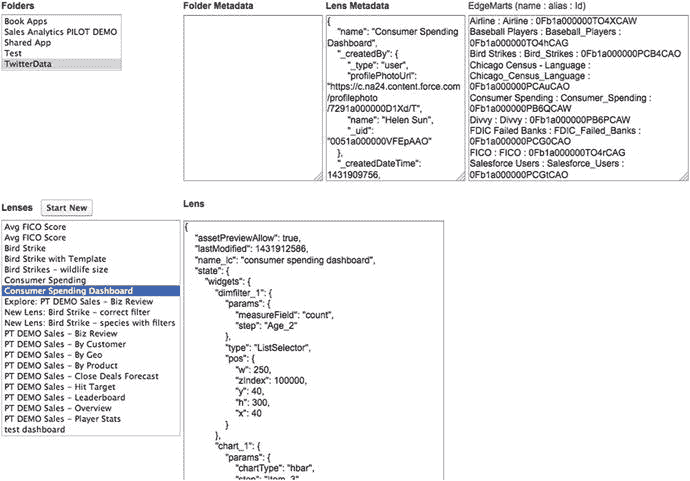 Folders
Book Apps
Sales Analytics PILOT DEMO
Shared App
Test
TwitterData
Folder Metadata
Lens Metadata
{
"name": "Consumer Spending
Dashboard",
"_createdBy": {
"_type": "user",
"profilePhotoUrl":
"https://c.na24.content.force.com
/profilephoto
/7291a000000D1Xd/T",
"name": "Helen Sun",
"_uid":
"0051a000000VFEpAAO"
},
"_createdDateTime":
1431909756,
EdgeMarts (name : alias : Id)
Airline : Airline : 0Fb1a000000TO4XCAW
Baseball Players : Baseball_Players :
0Fb1a000000TO4hCAG
Bird Strikes : Bird_Strikes : 0Fb1a000000PCB4CAO
Chicago Census - Language :
Chicago_Census_Language :
0Fb1a000000PCAuCAO
Consumer Spending : Consumer_Spending :
0Fb1a000000PB6QCAW
Divvy : Divvy : 0Fb1a000000PB6PCAW
FDIC Failed Banks : FDIC_Failed_Banks :
0Fb1a000000PCG0CAO
FICO : FICO : 0Fb1a000000TO4rCAG
Salesforce Users : Salesforce_Users :
0Fb1a000000PCGtCAO
Lenses Start New
Avg FICO Score
Avg FICO Score
Bird Strike
Bird Strike with Template
Bird Strikes - wildlife size
Consumer Spending
Consumer Spending Dashboard
Explore: PT DEMO Sales - Biz Review
New Lens: Bird Strike - correct filter
New Lens: Bird Strike - species with filters
PT DEMO Sales - Biz Review
PT DEMO Sales - By Customer
PT DEMO Sales - By Geo
PT DEMO Sales - By Product
PT DEMO Sales - Close Deals Forecast
PT DEMO Sales - Hit Target
PT DEMO Sales - Leaderboard
PT DEMO Sales - Overview
PT DEMO Sales - Player Stats
test dashboard
Lens
{
"assetPreviewAllow": true,
"lastModified": 1431912586,
"name_lc": "consumer spending dashboard",
"state": {
"widgets": {
"dimfilter_1": {
"params": {
"measureField": "count",
"step": "Age_2"
},
"type": "ListSelector",
"pos": {
"w": 250,
"zIndex": 100000,
"y": 40,
"h": 300,
"x": 40
}
},
"chart_1": {
"params": {
"chartType": "hbar",
"step": "Item_3",